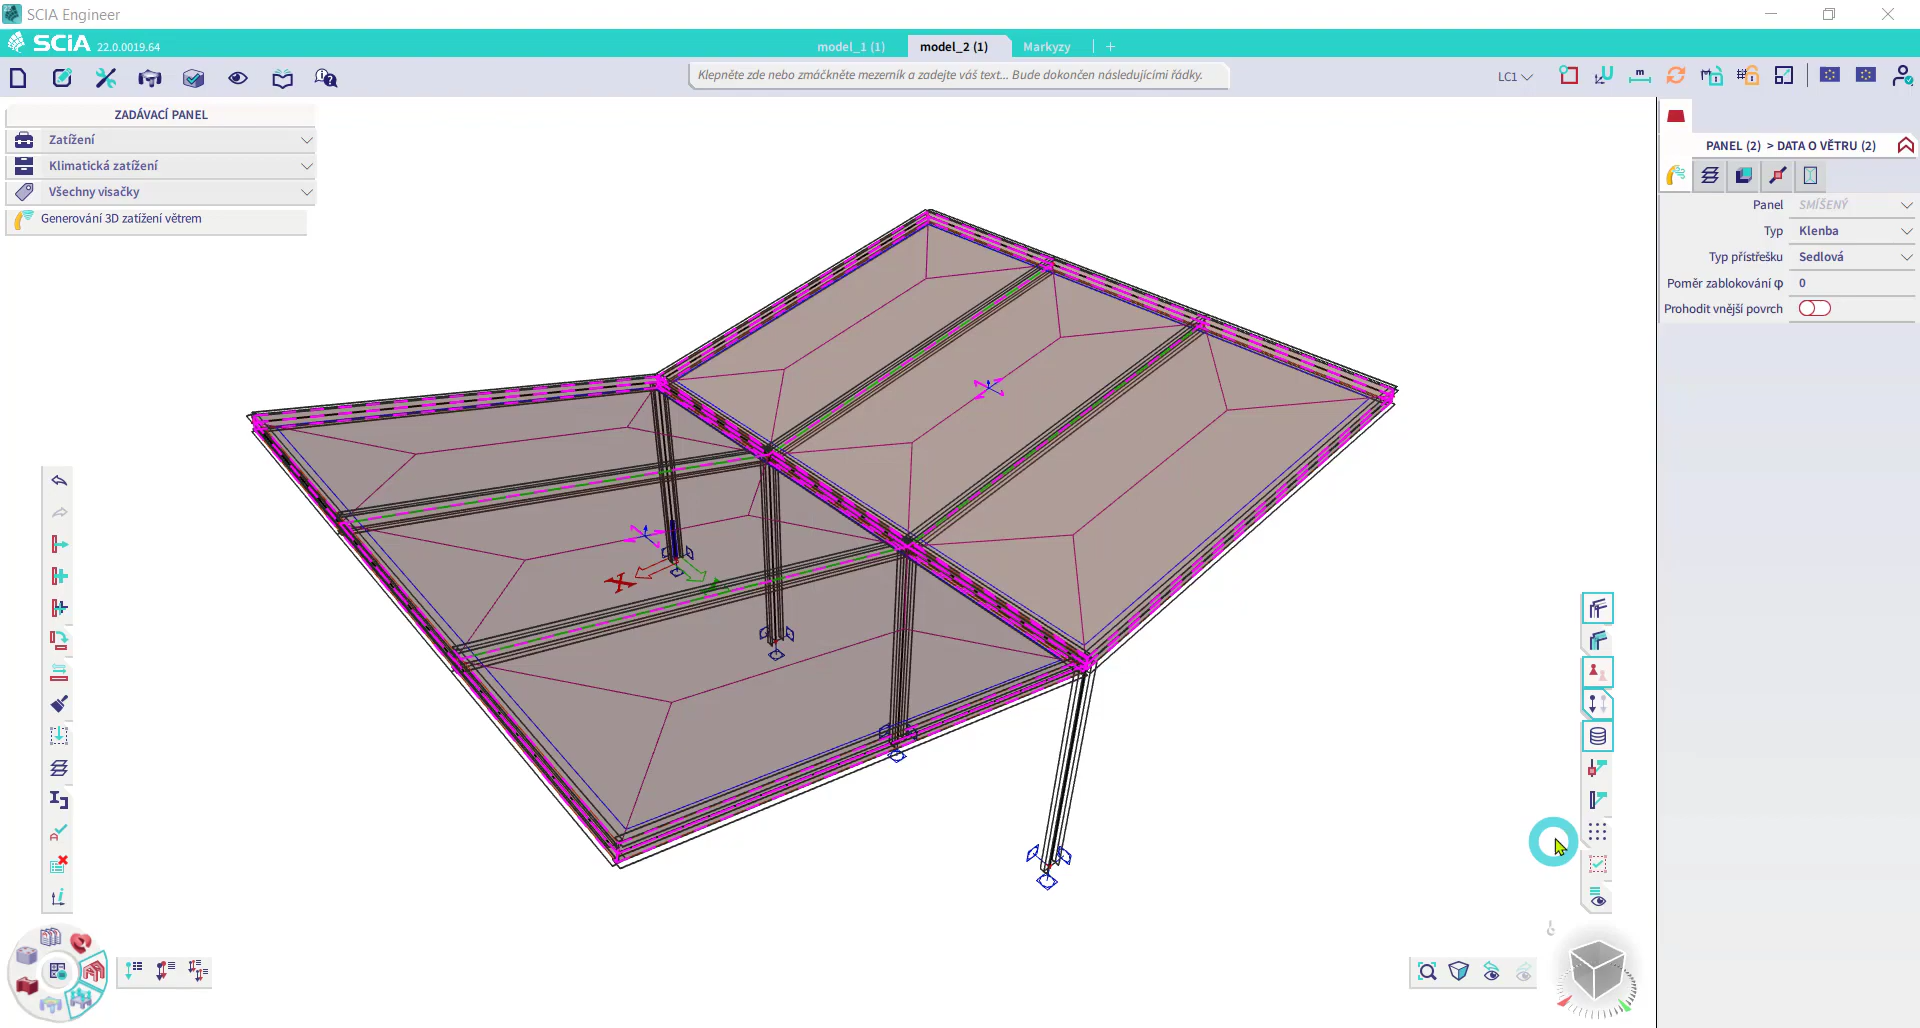 SCIA Engineer
SCiA 22.0.0019.64
model_1 (1)
model_2 (1)
Markyzy
Klepněte zde nebo zmáčkněte mezerník a zadejte váš text... Bude dokončen následujícími řádky.
LC1
ZADÁVACÍ PANEL
Zatížení
Klimatická zatížení
Všechny visačky
Generování 3D zatížení větrem
PANEL (2) > DATA O VĚTRU (2)
Panel SMÍŠENÝ
Typ Klenba
Typ přístřešku Sedlová
Poměr zablokování φ 0
Prohodit vnější povrch
X